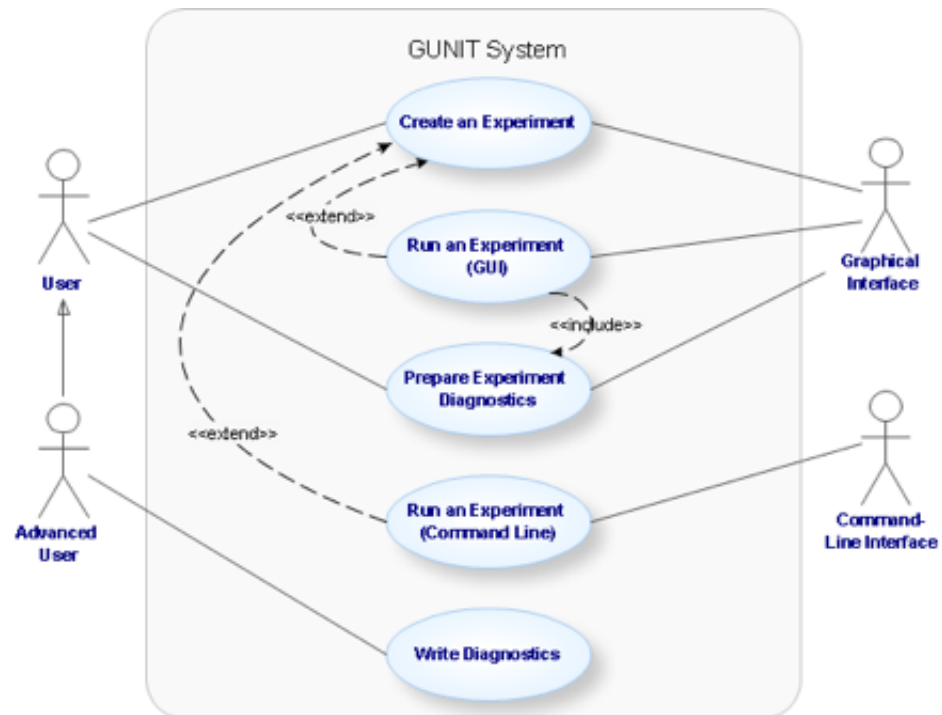 GUNIT System
Create an Experiment
<<extend>>
Run an Experiment
(GUI)
User
Graphical
Interface
<<include>>
Prepare Experiment
Diagnostics
<<extend>>
Run an Experiment
(Command Line)
Advanced
User
Command-
Line Interface
Write Diagnostics